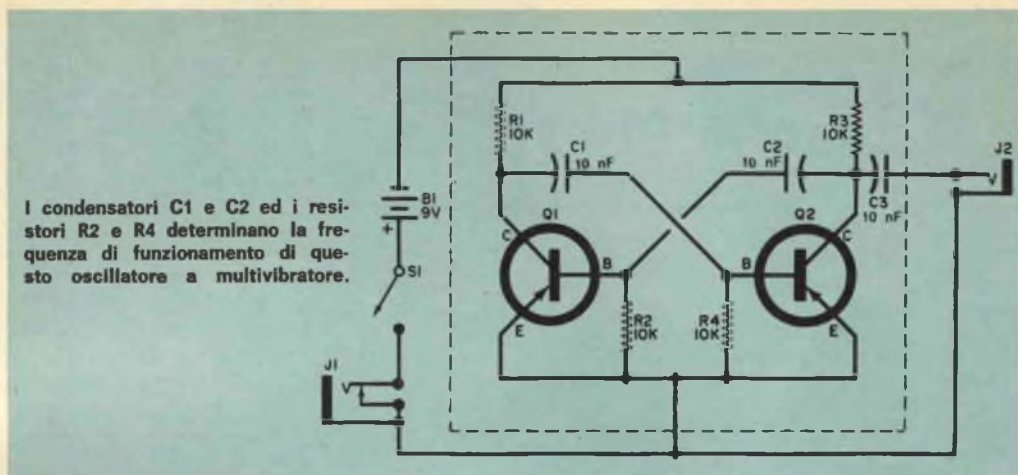 I condensatori C1 e C2 ed i resi-
stori R2 e R4 determinano la fre-
quenza di funzionamento di que-
sto oscillatore a multivibratore.
B1
9V
+
S1
J1
V
R1
10K
C1
10 nF
Q1
C
B
E
R2
10K
R4
10K
C2
10 nF
Q2
B
C
E
R3
10K
C3
10 nF
J2
V